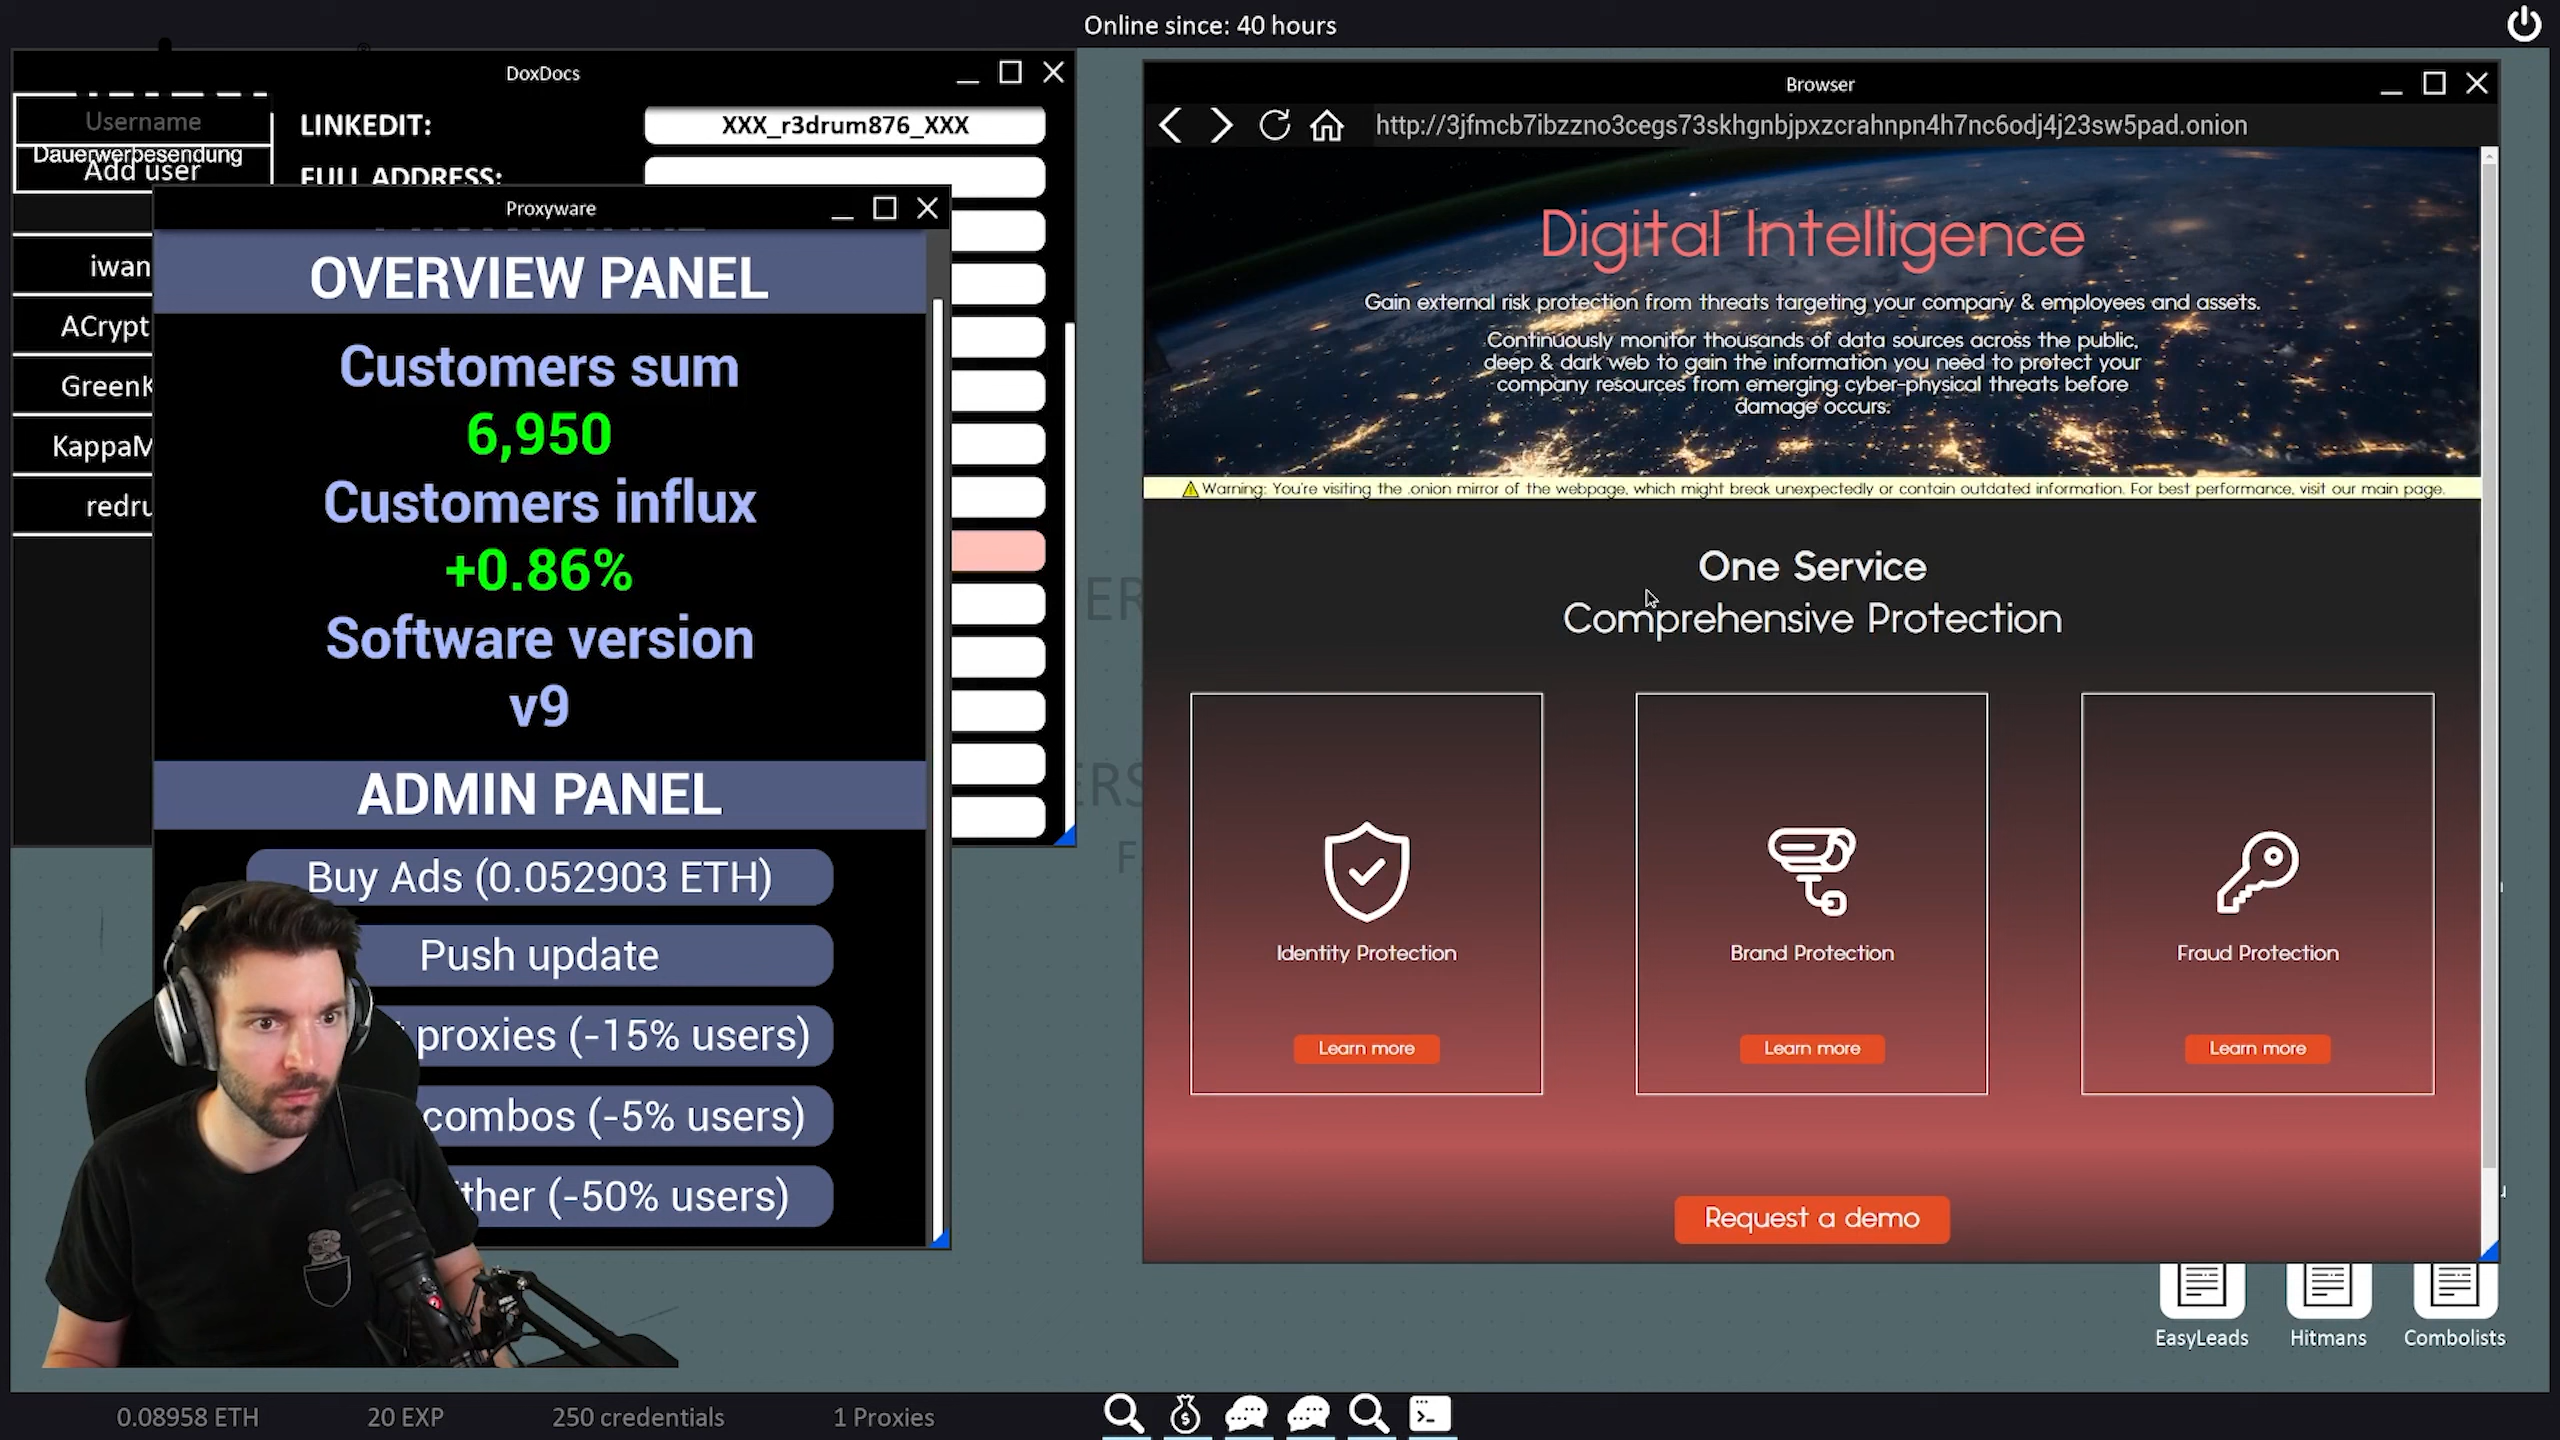 Online since: 40 hours
DoxDocs
Username
Dauerwerbesendung
Add user
LINKEDIT:
XXX_r3drum876_XXX
FULL ADDRESS:
iwan
ACrypt
GreenK
KappaM
redru
Proxyware
OVERVIEW PANEL
Customers sum
6,950
Customers influx
+0.86%
Software version
v9
ADMIN PANEL
Buy Ads (0.052903 ETH)
Push update
proxies (-15% users)
combos (-5% users)
ther (-50% users)
Browser
http://3jfmcb7ibzzno3cegs73skhgnbjpxzcrahnpn4h7nc6odj4j23sw5pad.onion
Digital Intelligence
Gain external risk protection from threats targeting your company & employees and assets.
Continuously monitor thousands of data sources across the public,
deep & dark web to gain the information you need to protect your
company resources from emerging cyber-physical threats before
damage occurs.
Warning: You're visiting the .onion mirror of the webpage, which might break unexpectedly or contain outdated information. For best performance, visit our main page.
One Service
Comprehensive Protection
Identity Protection
Learn more
Brand Protection
Learn more
Fraud Protection
Learn more
Request a demo
EasyLeads
Hitmans
Combolists
0.08958 ETH
20 EXP
250 credentials
1 Proxies